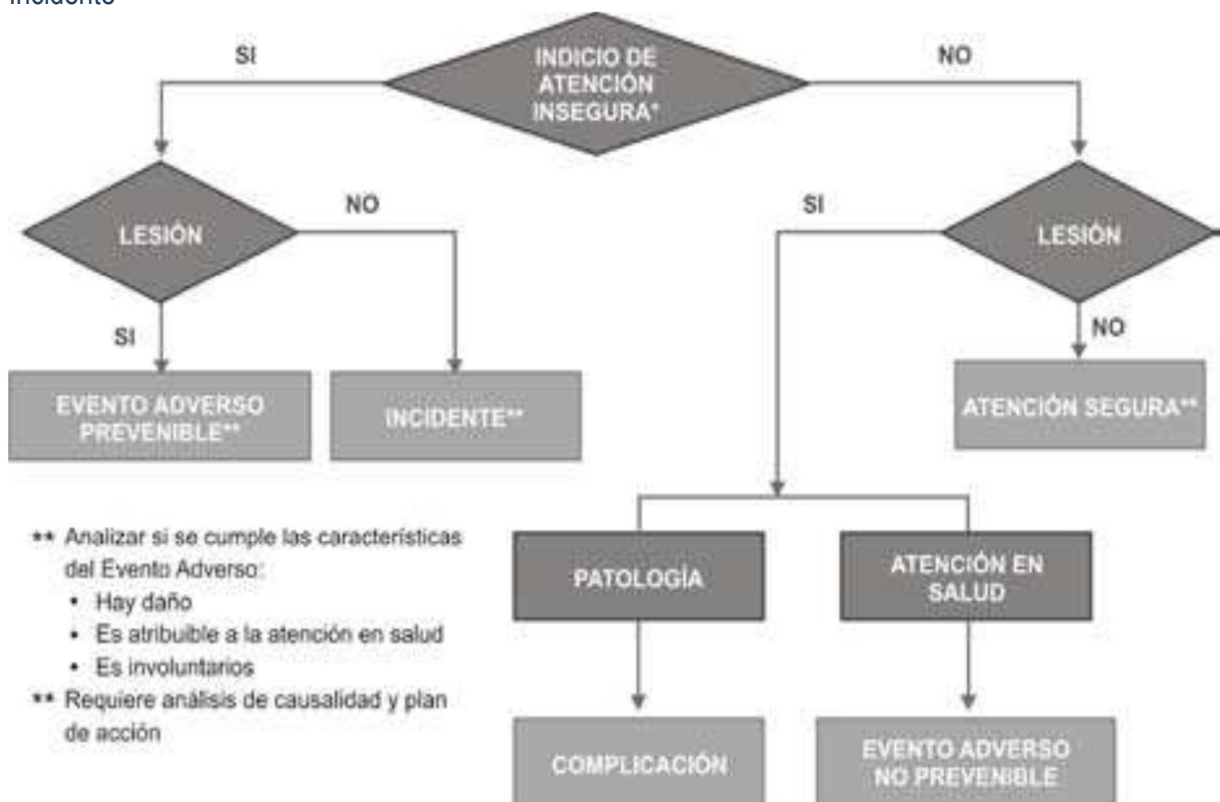 Incidente
SI
INDICIO DE
ATENCIÓN
INSEGURA*
NO
LESIÓN
NO
SI
LESIÓN
SI
NO
EVENTO ADVERSO
PREVENIBLE**
INCIDENTE**
ATENCIÓN SEGURA**
** Analizar si se cumple las características
del Evento Adverso:
• Hay daño
• Es atribuible a la atención en salud
• Es involuntarios
** Requiere análisis de causalidad y plan
de acción
PATOLOGÍA
ATENCIÓN EN
SALUD
COMPLICACIÓN
EVENTO ADVERSO
NO PREVENIBLE